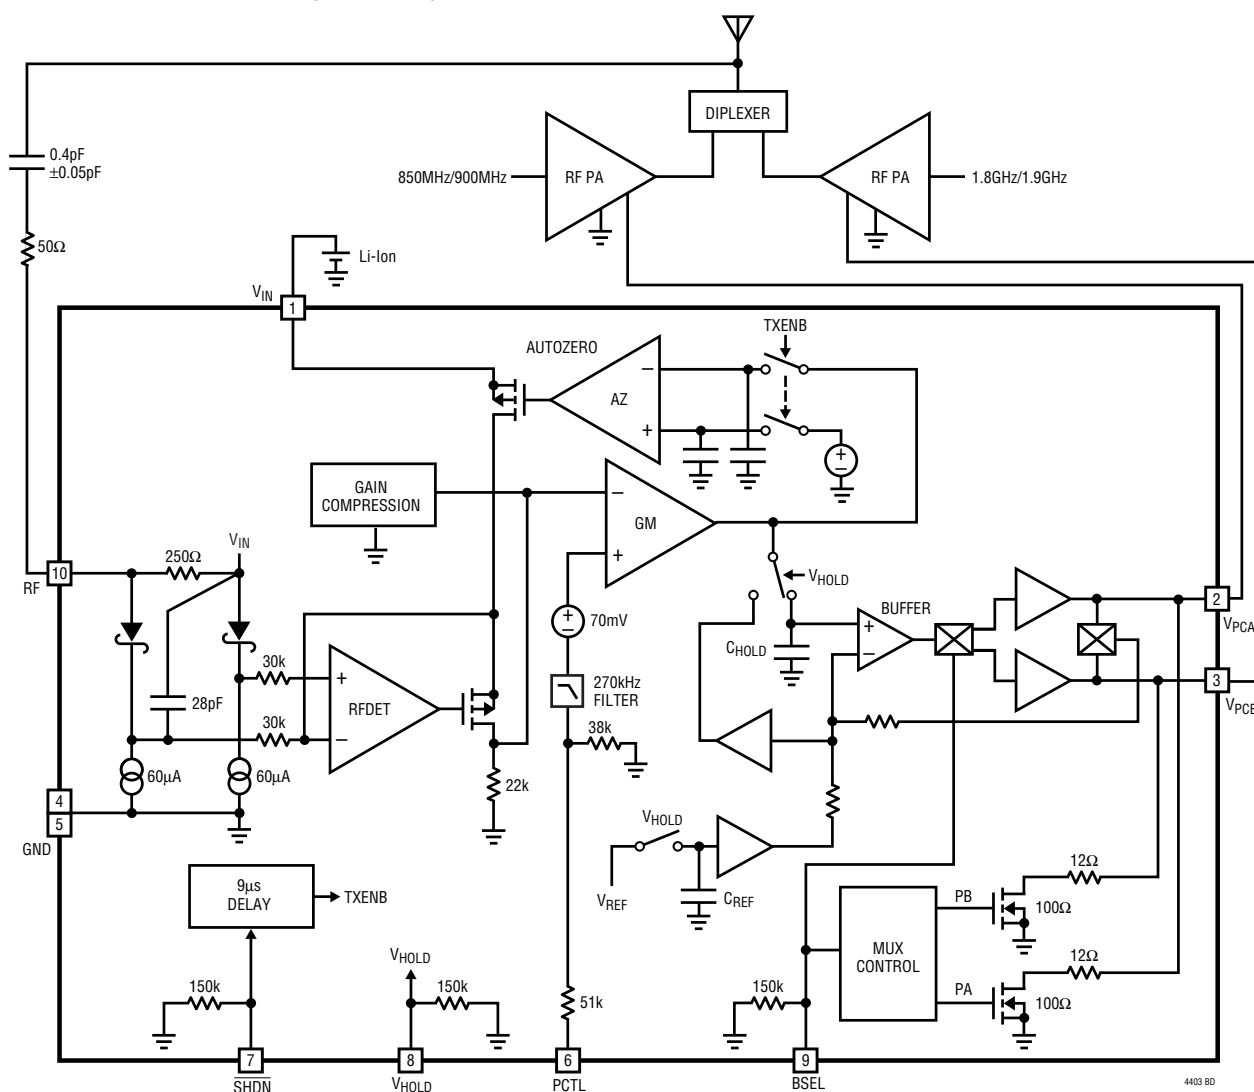 DIPLEXER
0.4pF
±0.05pF
850MHz/900MHz
RF PA
RF PA
1.8GHz/1.9GHz
50Ω
Li-Ion
VIN
1
TXENB
AUTOZERO
AZ
−
+
+
−
GAIN
COMPRESSION
−
GM
+
VIN
250Ω
10
RF
VHOLD
+
−
70mV
BUFFER
2
VPCA
CHOLD
+
−
30k
28pF
+
RFDET
−
270kHz
FILTER
3
VPCB
30k
38k
60µA
60µA
22k
4
5
GND
VHOLD
9µs
DELAY
TXENB
VREF
CREF
12Ω
PB
100Ω
MUX
CONTROL
VHOLD
12Ω
150k
150k
51k
150k
PA
100Ω
7
8
6
9
SHDN
VHOLD
PCTL
BSEL
4403 BD